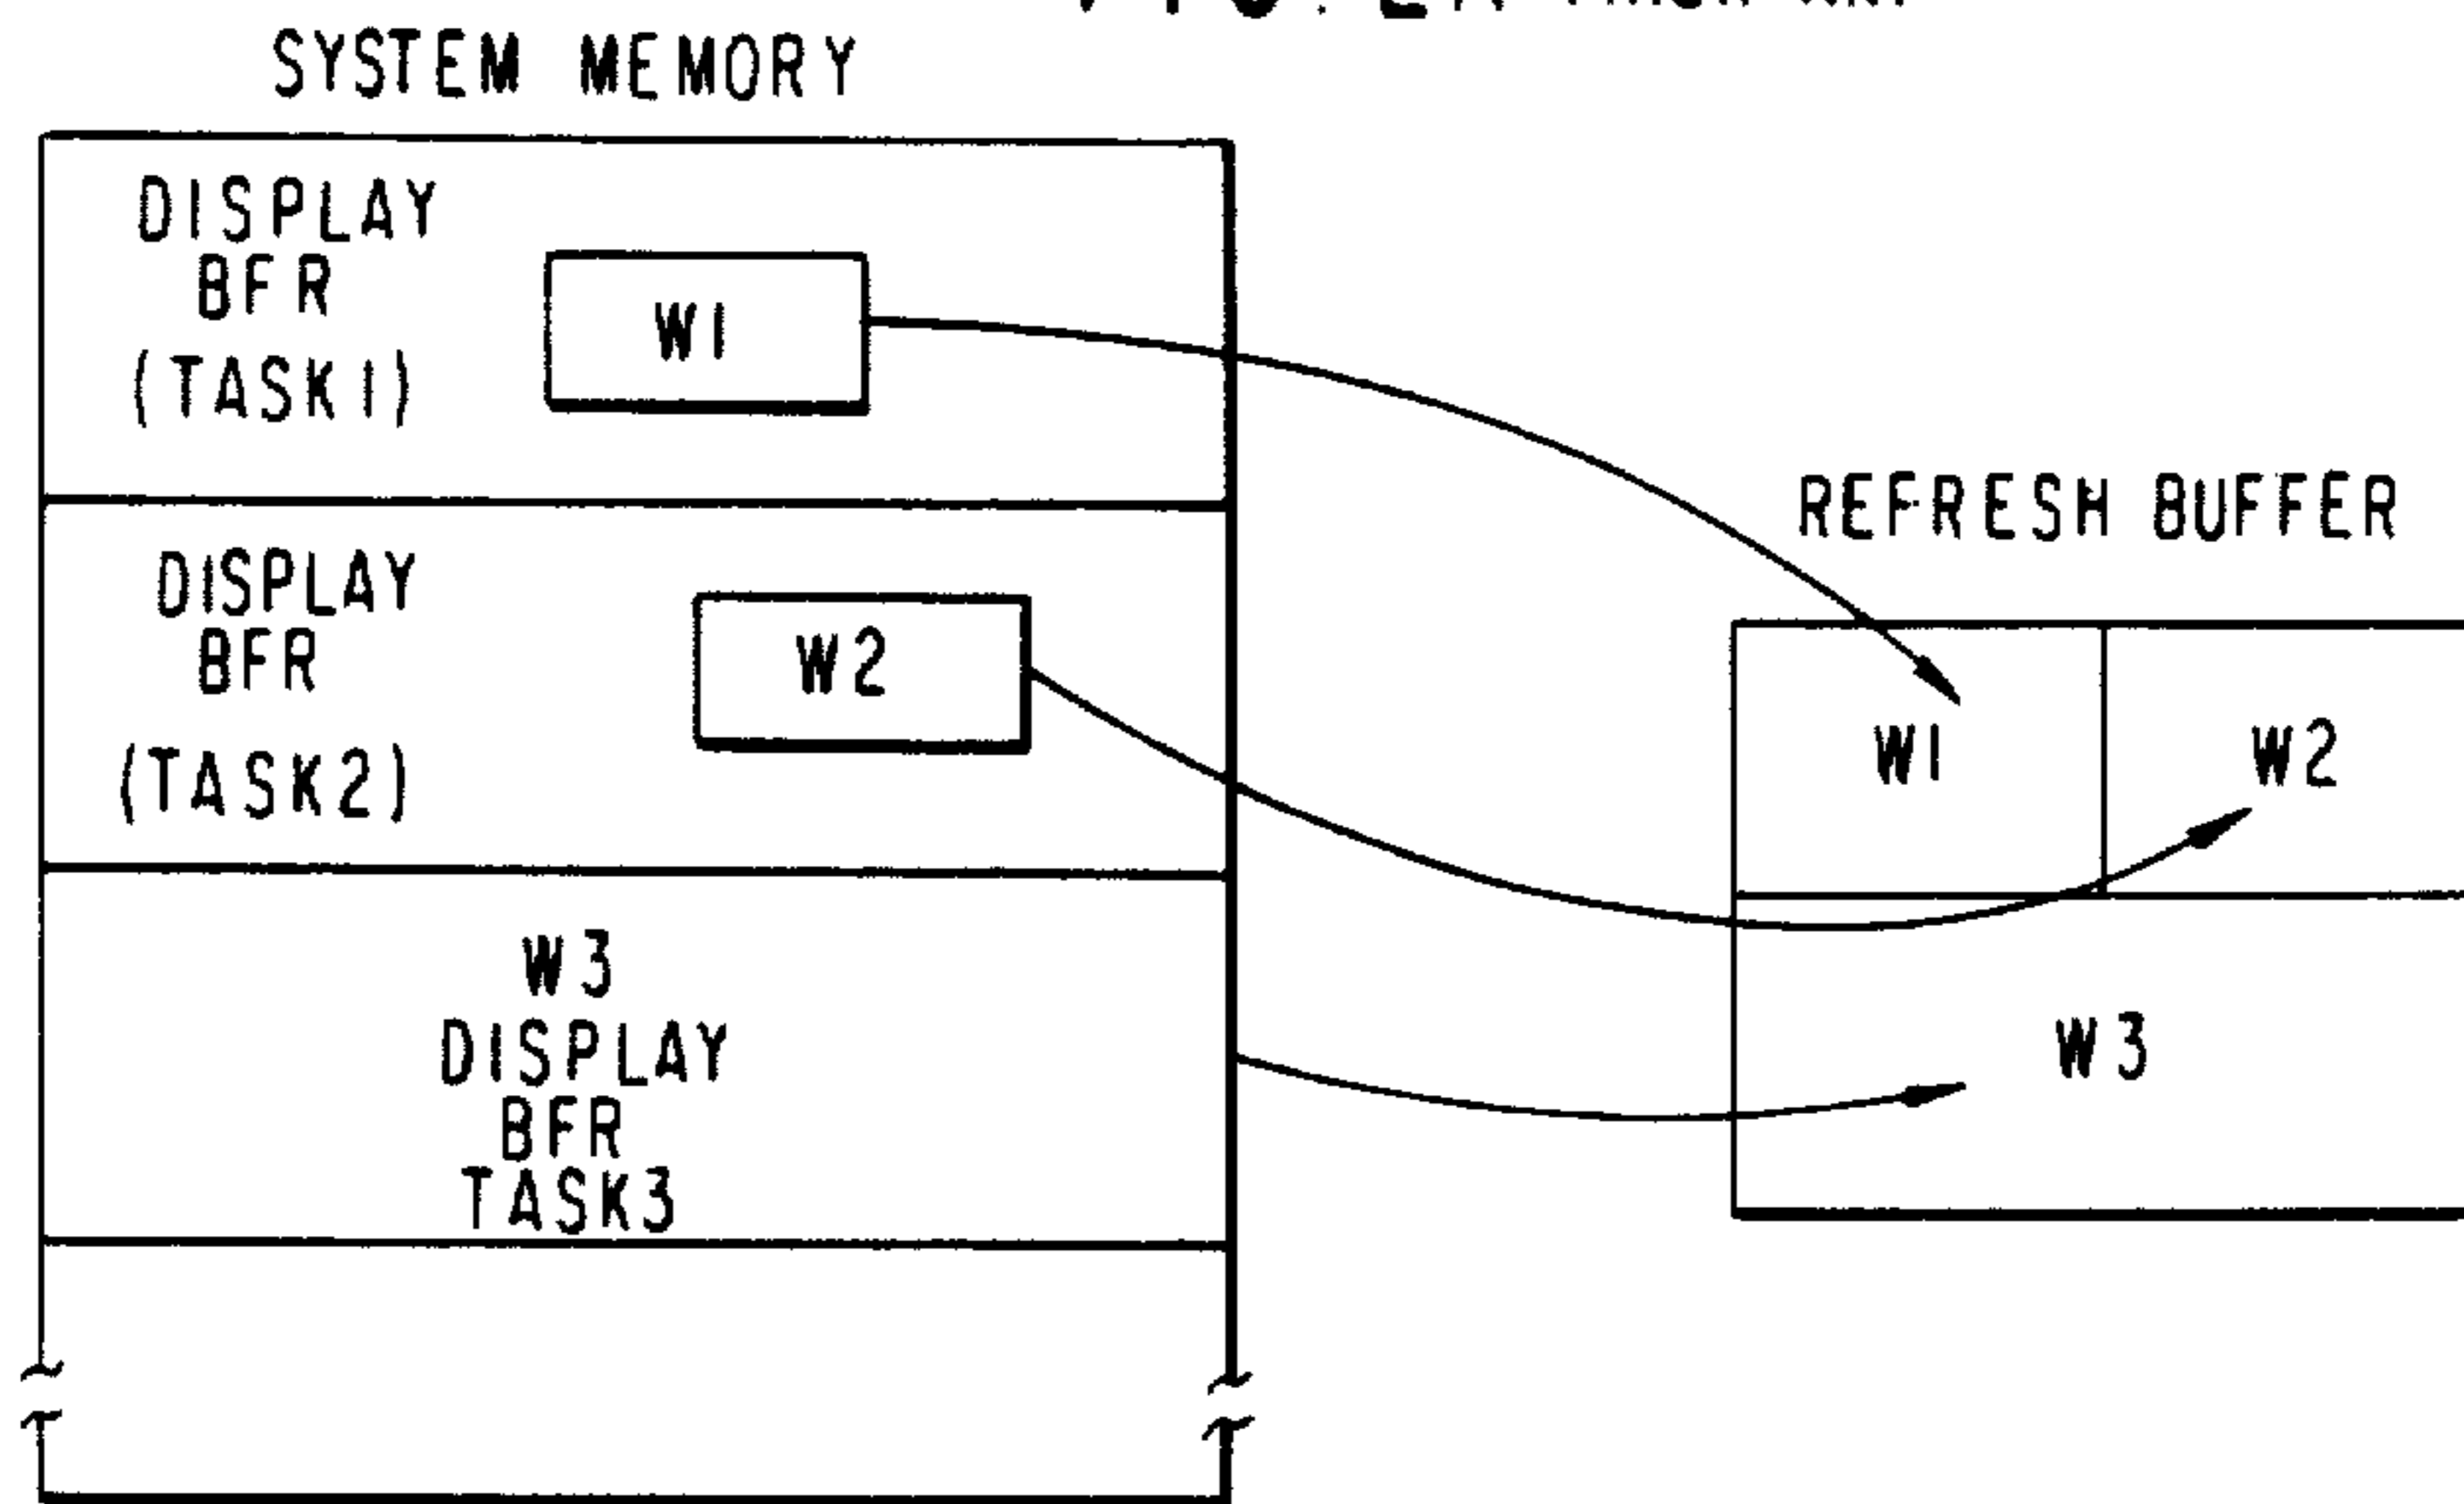 SYSTEM MEMORY
DISPLAY
BFR
(TASK1)
W1
DISPLAY
BFR
(TASK2)
W2
W3
DISPLAY
BFR
TASK3
REFRESH BUFFER
W1
W2
W3